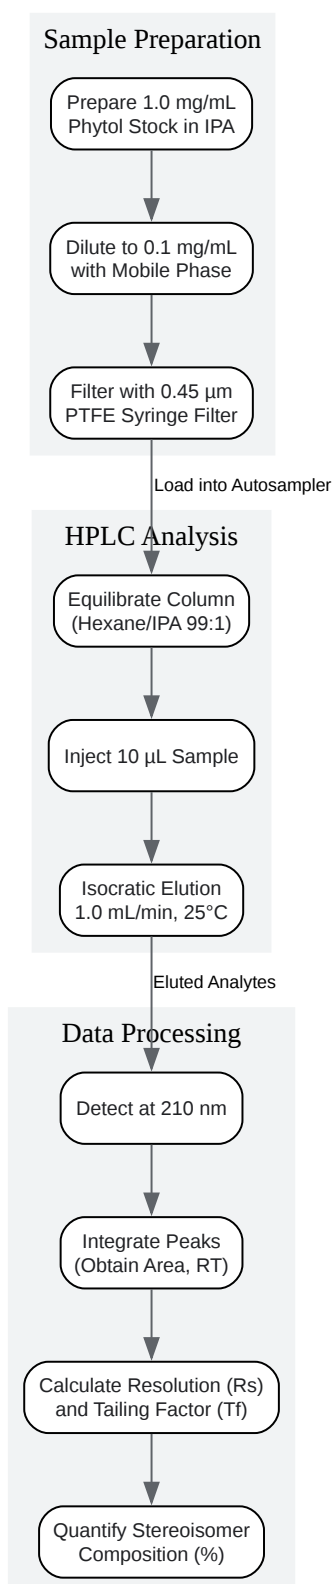 Sample Preparation
Prepare 1.0 mg/mL
Phytol Stock in IPA
Dilute to 0.1 mg/mL
with Mobile Phase
Filter with 0.45 µm
PTFE Syringe Filter
Load into Autosampler
HPLC Analysis
Equilibrate Column
(Hexane/IPA 99:1)
Inject 10 µL Sample
Isocratic Elution
1.0 mL/min, 25°C
Eluted Analytes
Data Processing
Detect at 210 nm
Integrate Peaks
(Obtain Area, RT)
Calculate Resolution (Rs)
and Tailing Factor (Tf)
Quantify Stereoisomer
Composition (%)